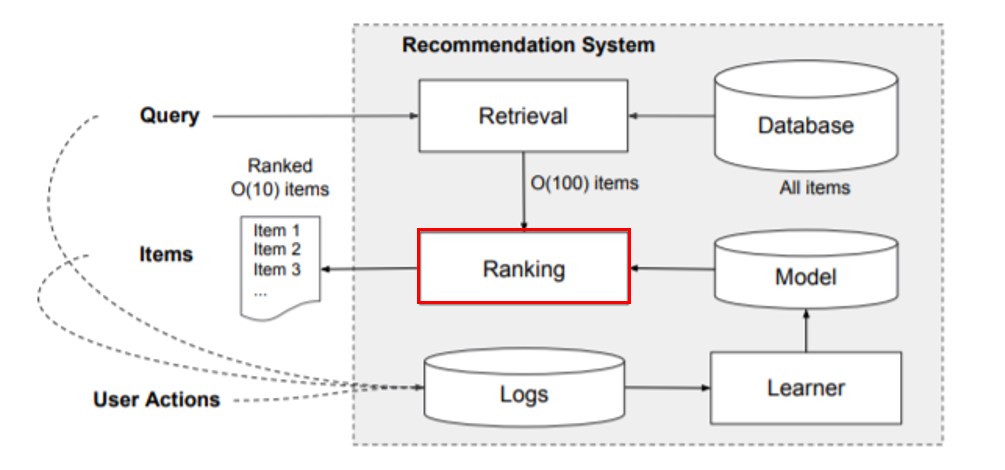 Recommendation System
Query
Retrieval
Database
All items
Ranked
O(10) items
O(100) items
Items
Item 1
Item 2
Item 3
...
Ranking
Model
User Actions
Logs
Learner